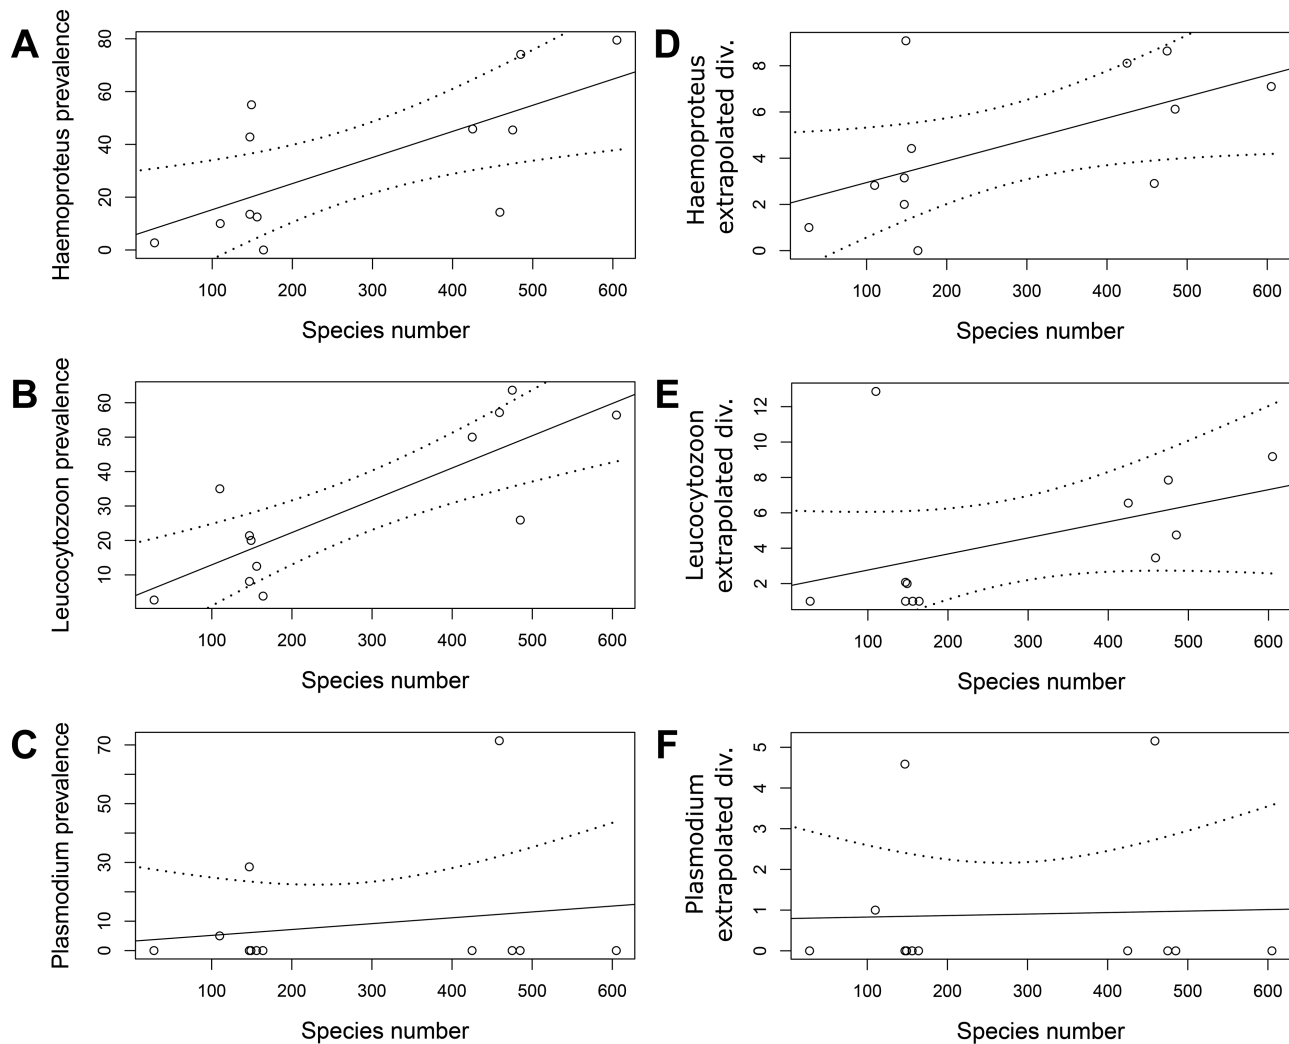 A
Haemoproteus prevalence
0 20 40 60 80
100 200 300 400 500 600
Species number
D
Haemoproteus
extrapolated div.
0 2 4 6 8
100 200 300 400 500 600
Species number
B
Leucocytozoon prevalence
10 20 30 40 50 60
100 200 300 400 500 600
Species number
E
Leucocytozoon
extrapolated div.
2 4 6 8 10 12
100 200 300 400 500 600
Species number
C
Plasmodium prevalence
0 10 30 50 70
100 200 300 400 500 600
Species number
F
Plasmodium
extrapolated div.
0 1 2 3 4 5
100 200 300 400 500 600
Species number